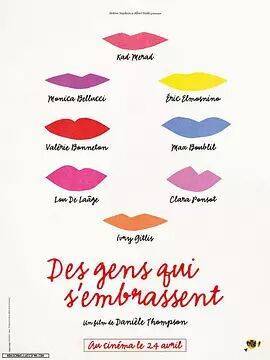 Kad Merad
Monica Bellucci
Éric Elmosnino
Valérie Bonneton
Max Boublil
Lou De Laâge
Clara Ponsot
Ivry Gitlis
Des gens qui
s'embrassent
Un film de Danièle Thompson
Au cinéma le 24 avril